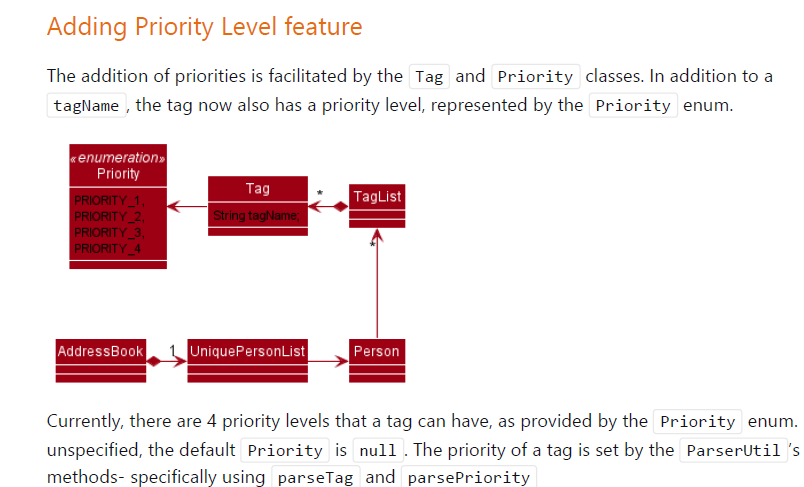 Adding Priority Level feature
The addition of priorities is facilitated by the Tag and Priority classes. In addition to a
tagName , the tag now also has a priority level, represented by the Priority enum.
«enumeration»
Priority
PRIORITY_1,
PRIORITY_2,
PRIORITY_3,
PRIORITY_4
Tag
String tagName;
*
TagList
*
AddressBook
1
UniquePersonList
Person
Currently, there are 4 priority levels that a tag can have, as provided by the Priority enum.
unspecified, the default Priority is null . The priority of a tag is set by the ParserUtil 's
methods- specifically using parseTag and parsePriority